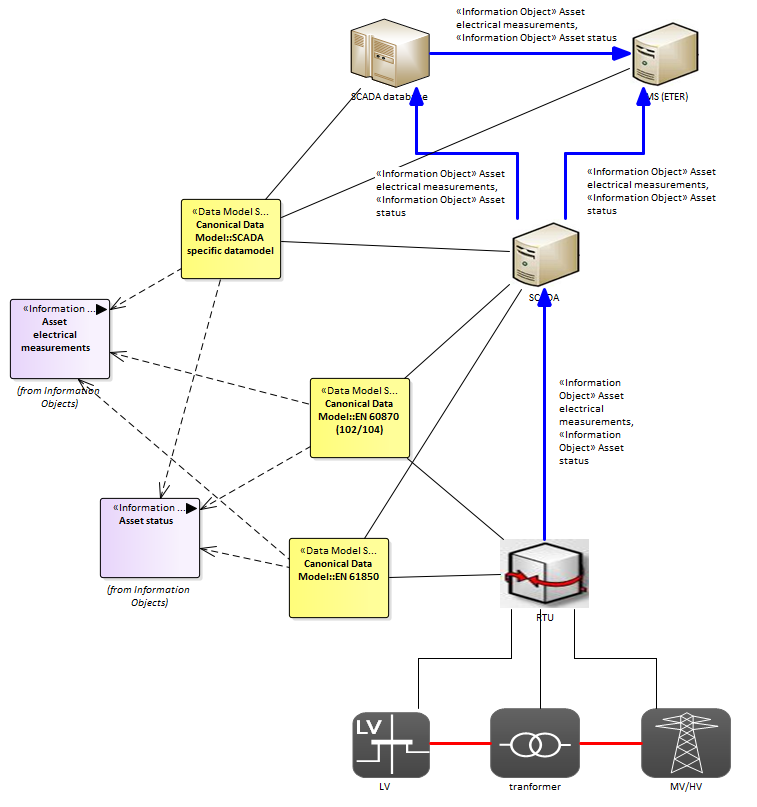 «Information Object» Asset
electrical measurements,
«Information Object» Asset status
SCADA database
MS (ETER)
«Information Object» Asset
electrical measurements,
«Information Object» Asset
status
«Information Object» Asset
electrical measurements,
«Information Object» Asset
status
«Data Model S...
Canonical Data
Model::SCADA
specific datamodel
SCADA
«Information ...
Asset
electrical
measurements
(from Information
Objects)
«Data Model S...
Canonical Data
Model::EN 60870
(102/104)
«Information
Object» Asset
electrical
measurements,
«Information
Object» Asset
status
«Information ...
Asset status
(from Information
Objects)
«Data Model S...
Canonical Data
Model::EN 61850
RTU
LV
LV
tranformer
MV/HV